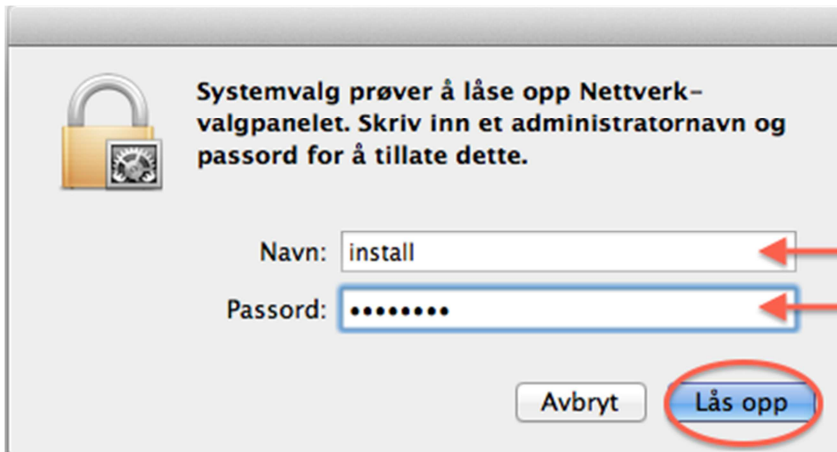 Systemvalg prøver å låse opp Nettverk-
valgpanelet. Skriv inn et administratornavn og
passord for å tillate dette.
Navn: install
Passord: ••••••••
Avbryt Lås opp